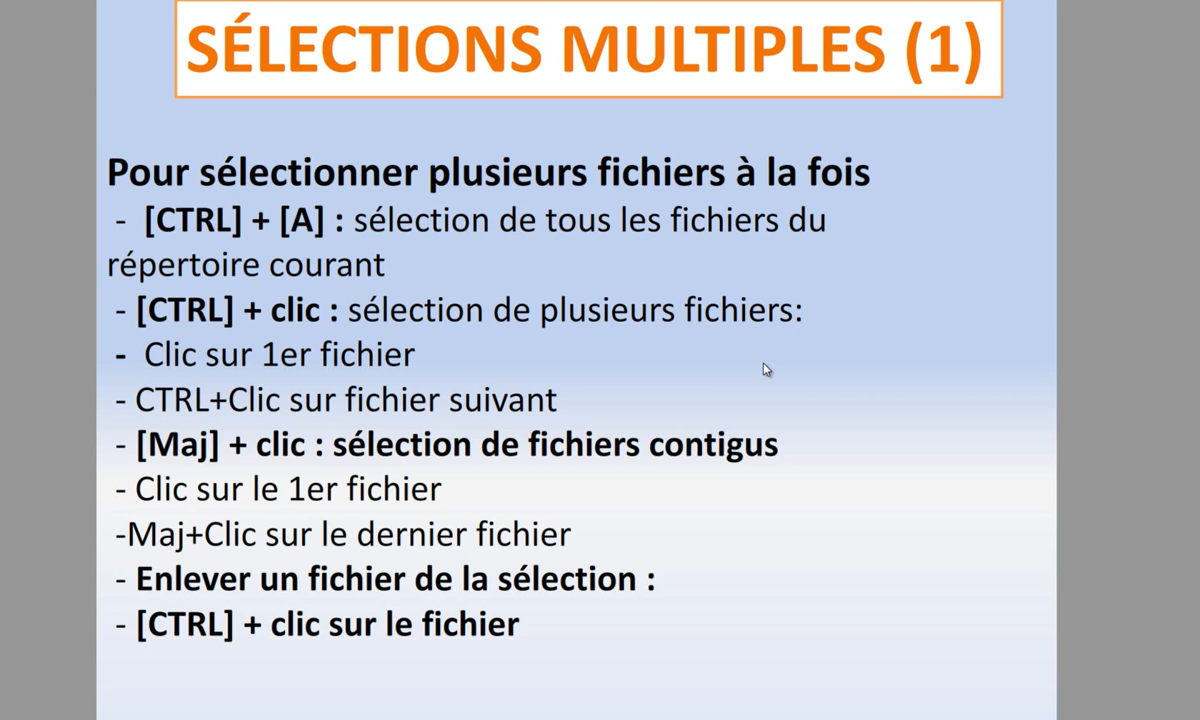 SÉLECTIONS MULTIPLES (1)
Pour sélectionner plusieurs fichiers à la fois
- [CTRL] + [A] : sélection de tous les fichiers du
répertoire courant
- [CTRL] + clic : sélection de plusieurs fichiers:
- Clic sur 1er fichier
- CTRL+Clic sur fichier suivant
- [Maj] + clic : sélection de fichiers contigus
- Clic sur le 1er fichier
-Maj+Clic sur le dernier fichier
- Enlever un fichier de la sélection :
- [CTRL] + clic sur le fichier